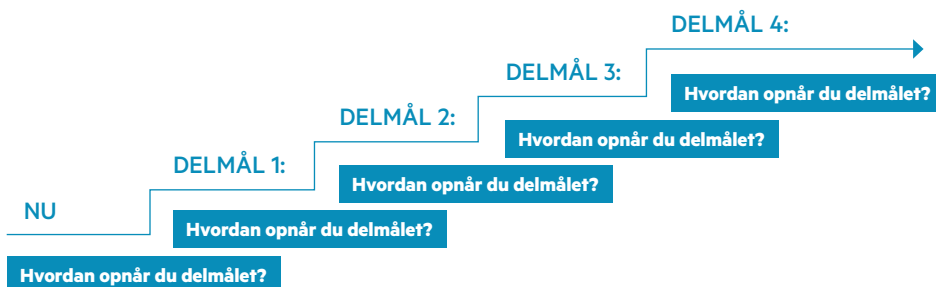 DELMÅL 4:
Hvordan opnår du delmålet?
DELMÅL 3:
Hvordan opnår du delmålet?
DELMÅL 2:
Hvordan opnår du delmålet?
DELMÅL 1:
Hvordan opnår du delmålet?
NU
Hvordan opnår du delmålet?